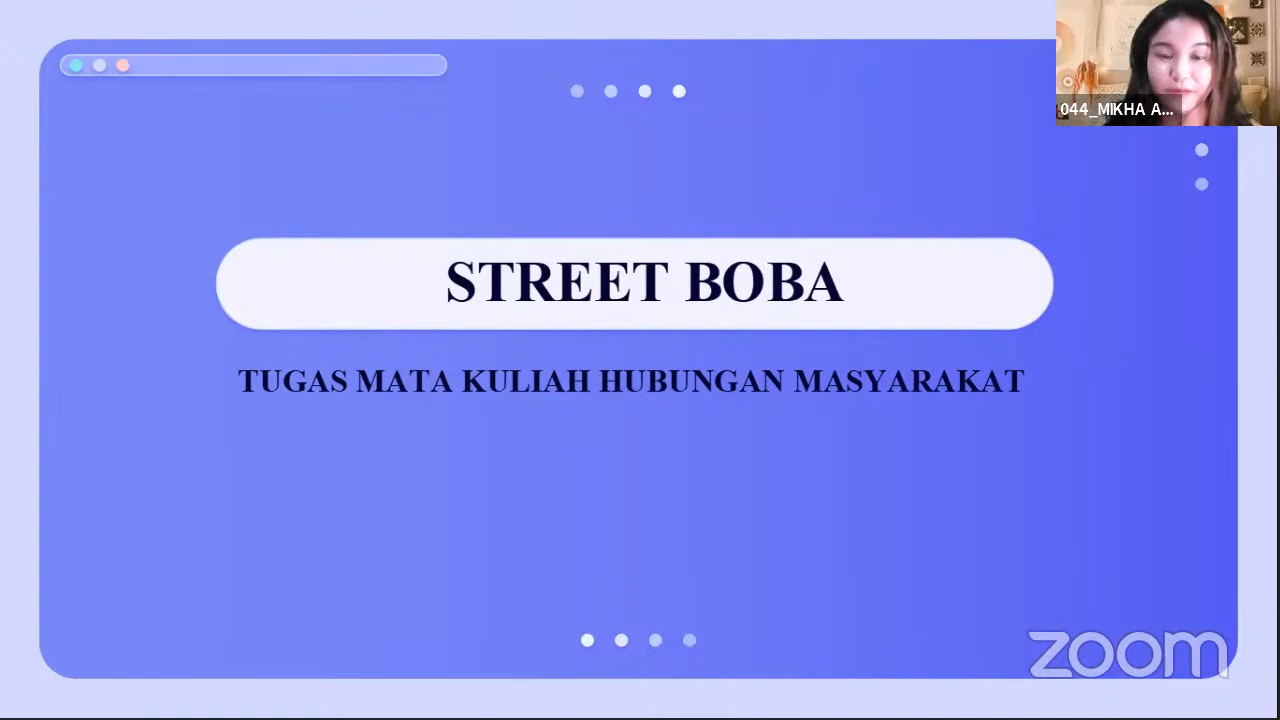 044_MIKHA A...
STREET BOBA
TUGAS MATA KULIAH HUBUNGAN MASYARAKAT
zoom